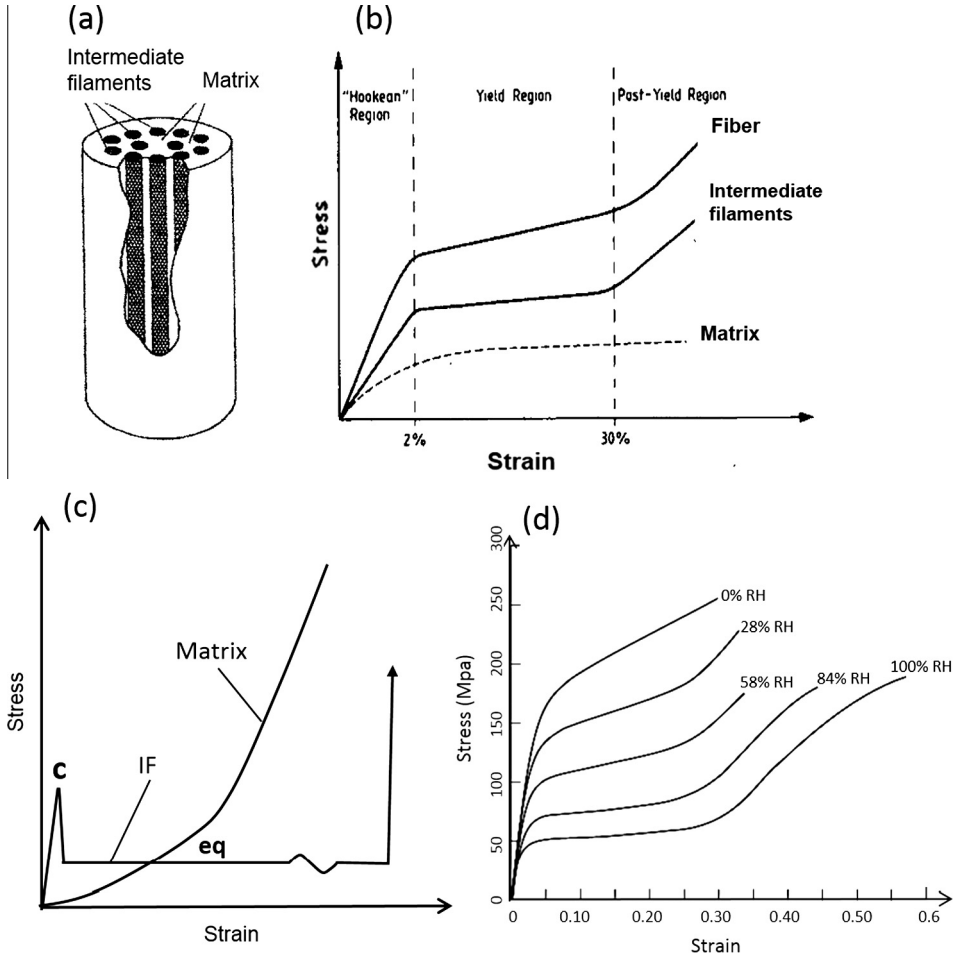 (a)
Intermediate
filaments
Matrix
(b)
"Hookean"
Region
Yield Region
Post-Yield Region
Fiber
Intermediate
filaments
Matrix
Stress
2%
30%
Strain
(c)
Matrix
c
IF
eq
Stress
Strain
(d)
300
250
200
150
100
50
0
Stress (Mpa)
0% RH
28% RH
58% RH
84% RH
100% RH
0
0.10
0.20
0.30
0.40
0.50
0.6
Strain